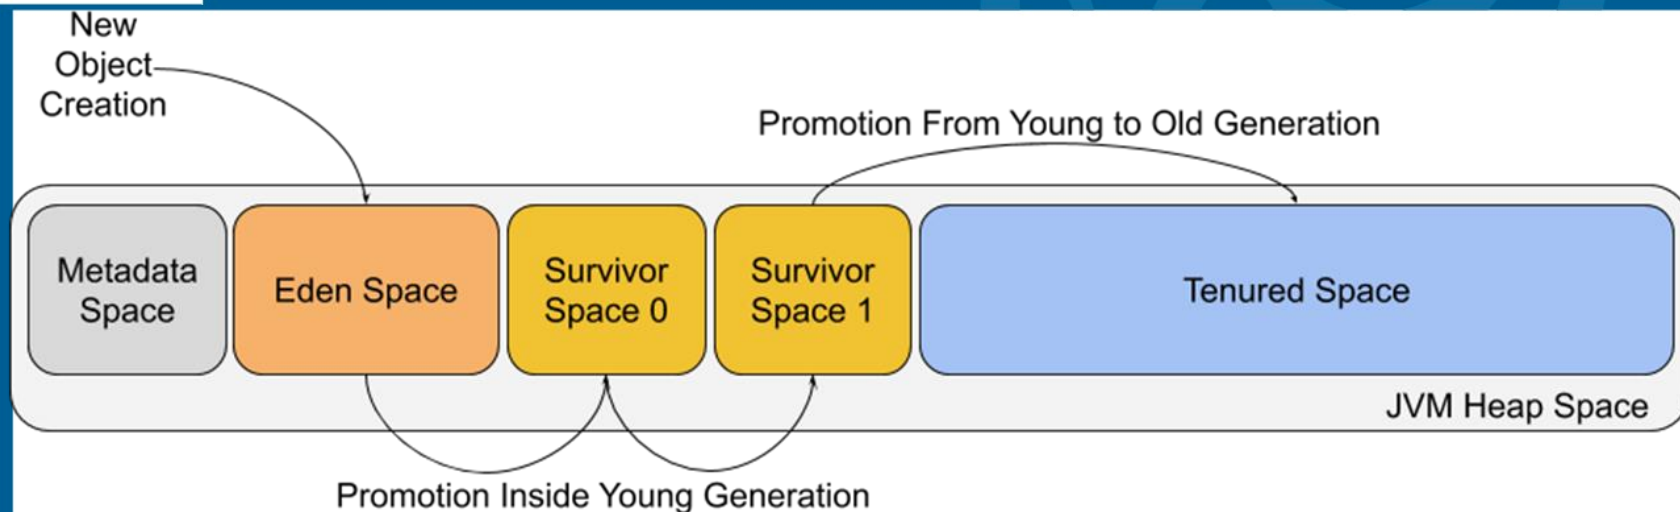 New
Object
Creation
Promotion From Young to Old Generation
Metadata
Space
Eden Space
Survivor
Space 0
Survivor
Space 1
Tenured Space
JVM Heap Space
Promotion Inside Young Generation